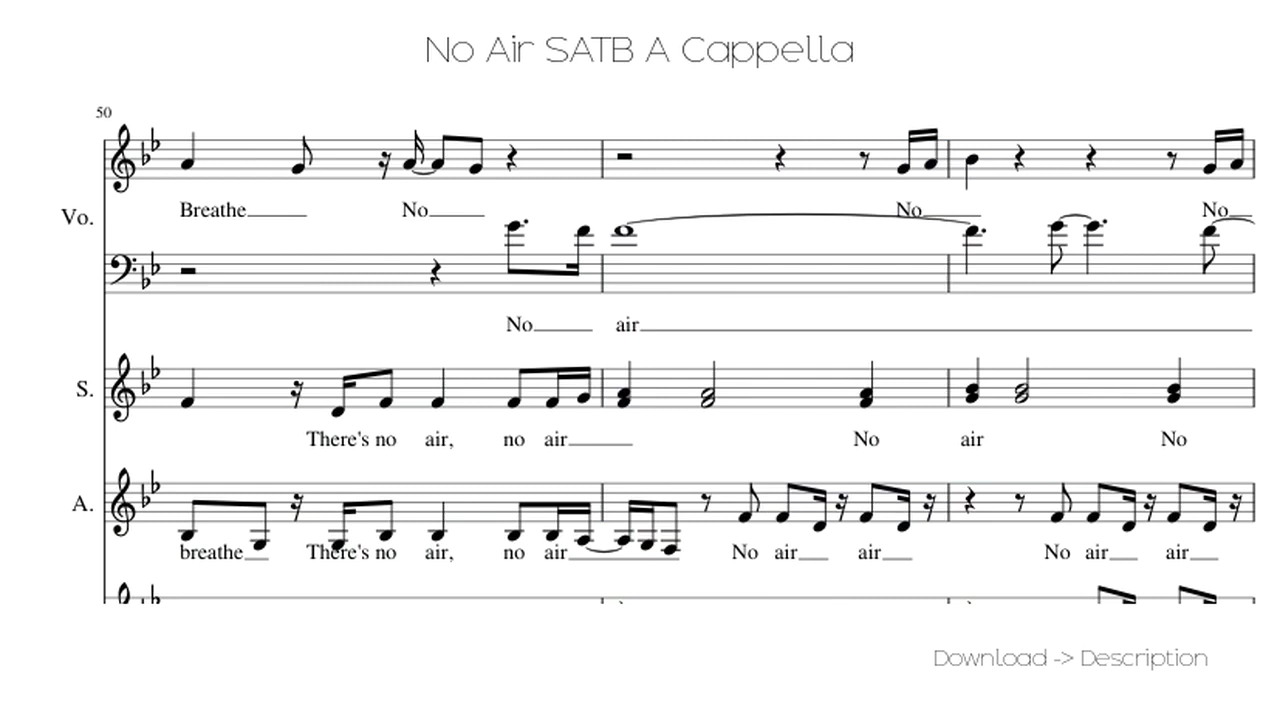 No Air SATB A Cappella
50
Breathe No No No
Vo.
No air
S.
There's no air, no air No air No
A.
breathe There's no air, no air No air air No air air
Download -> Description